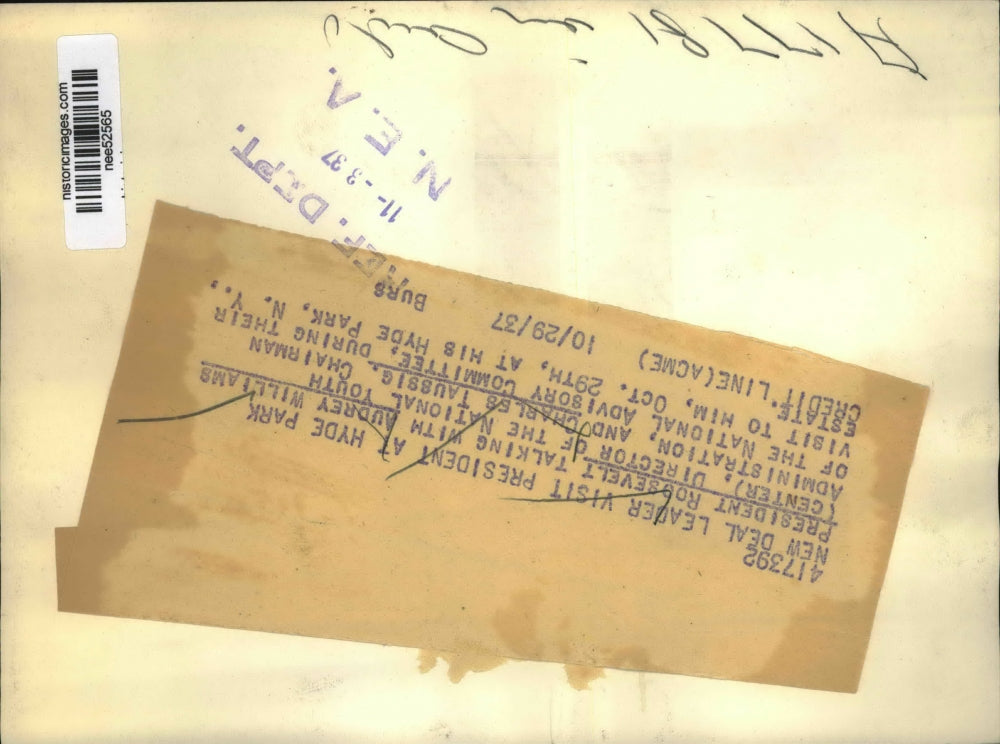 417392
NEW DEAL LEADER VISIT PRESIDENT AT HYDE PARK
PRESIDENT ROOSEVELT TALKING WITH AUBREY WILLIAMS
(CENTER), DIRECTOR OF THE NATIONAL YOUTH
ADMINISTRATION, AND CHARLES TAUSSIG, CHAIRMAN
OF THE NATIONAL ADVISORY COMMITTEE, DURING THEIR
VISIT TO HIM, OCT. 29TH, AT HIS HYDE PARK, N. Y.,
ESTATE.
CREDIT LINE (ACME) 10/29/37 BURS
REF. DEPT.
11-337
N. E. A.
A 17781
historicimages.com
nee52565